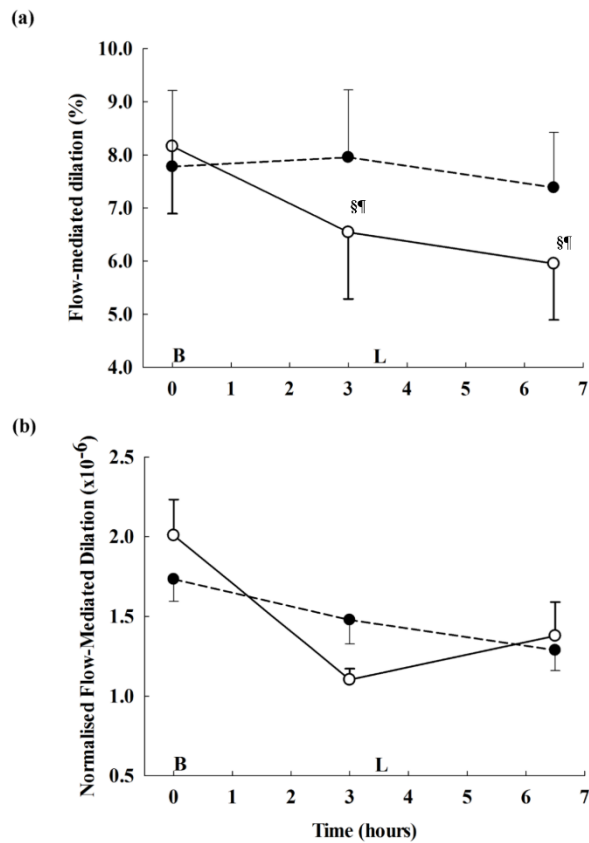 (a)
Flow-mediated dilation (%)
10.0
9.0
8.0
7.0
6.0
5.0
4.0
§¶
§¶
B
L
0 1 2 3 4 5 6 7
(b)
Normalised Flow-Mediated Dilation (x10-6)
2.5
2.0
1.5
1.0
0.5
B
L
0 1 2 3 4 5 6 7
Time (hours)